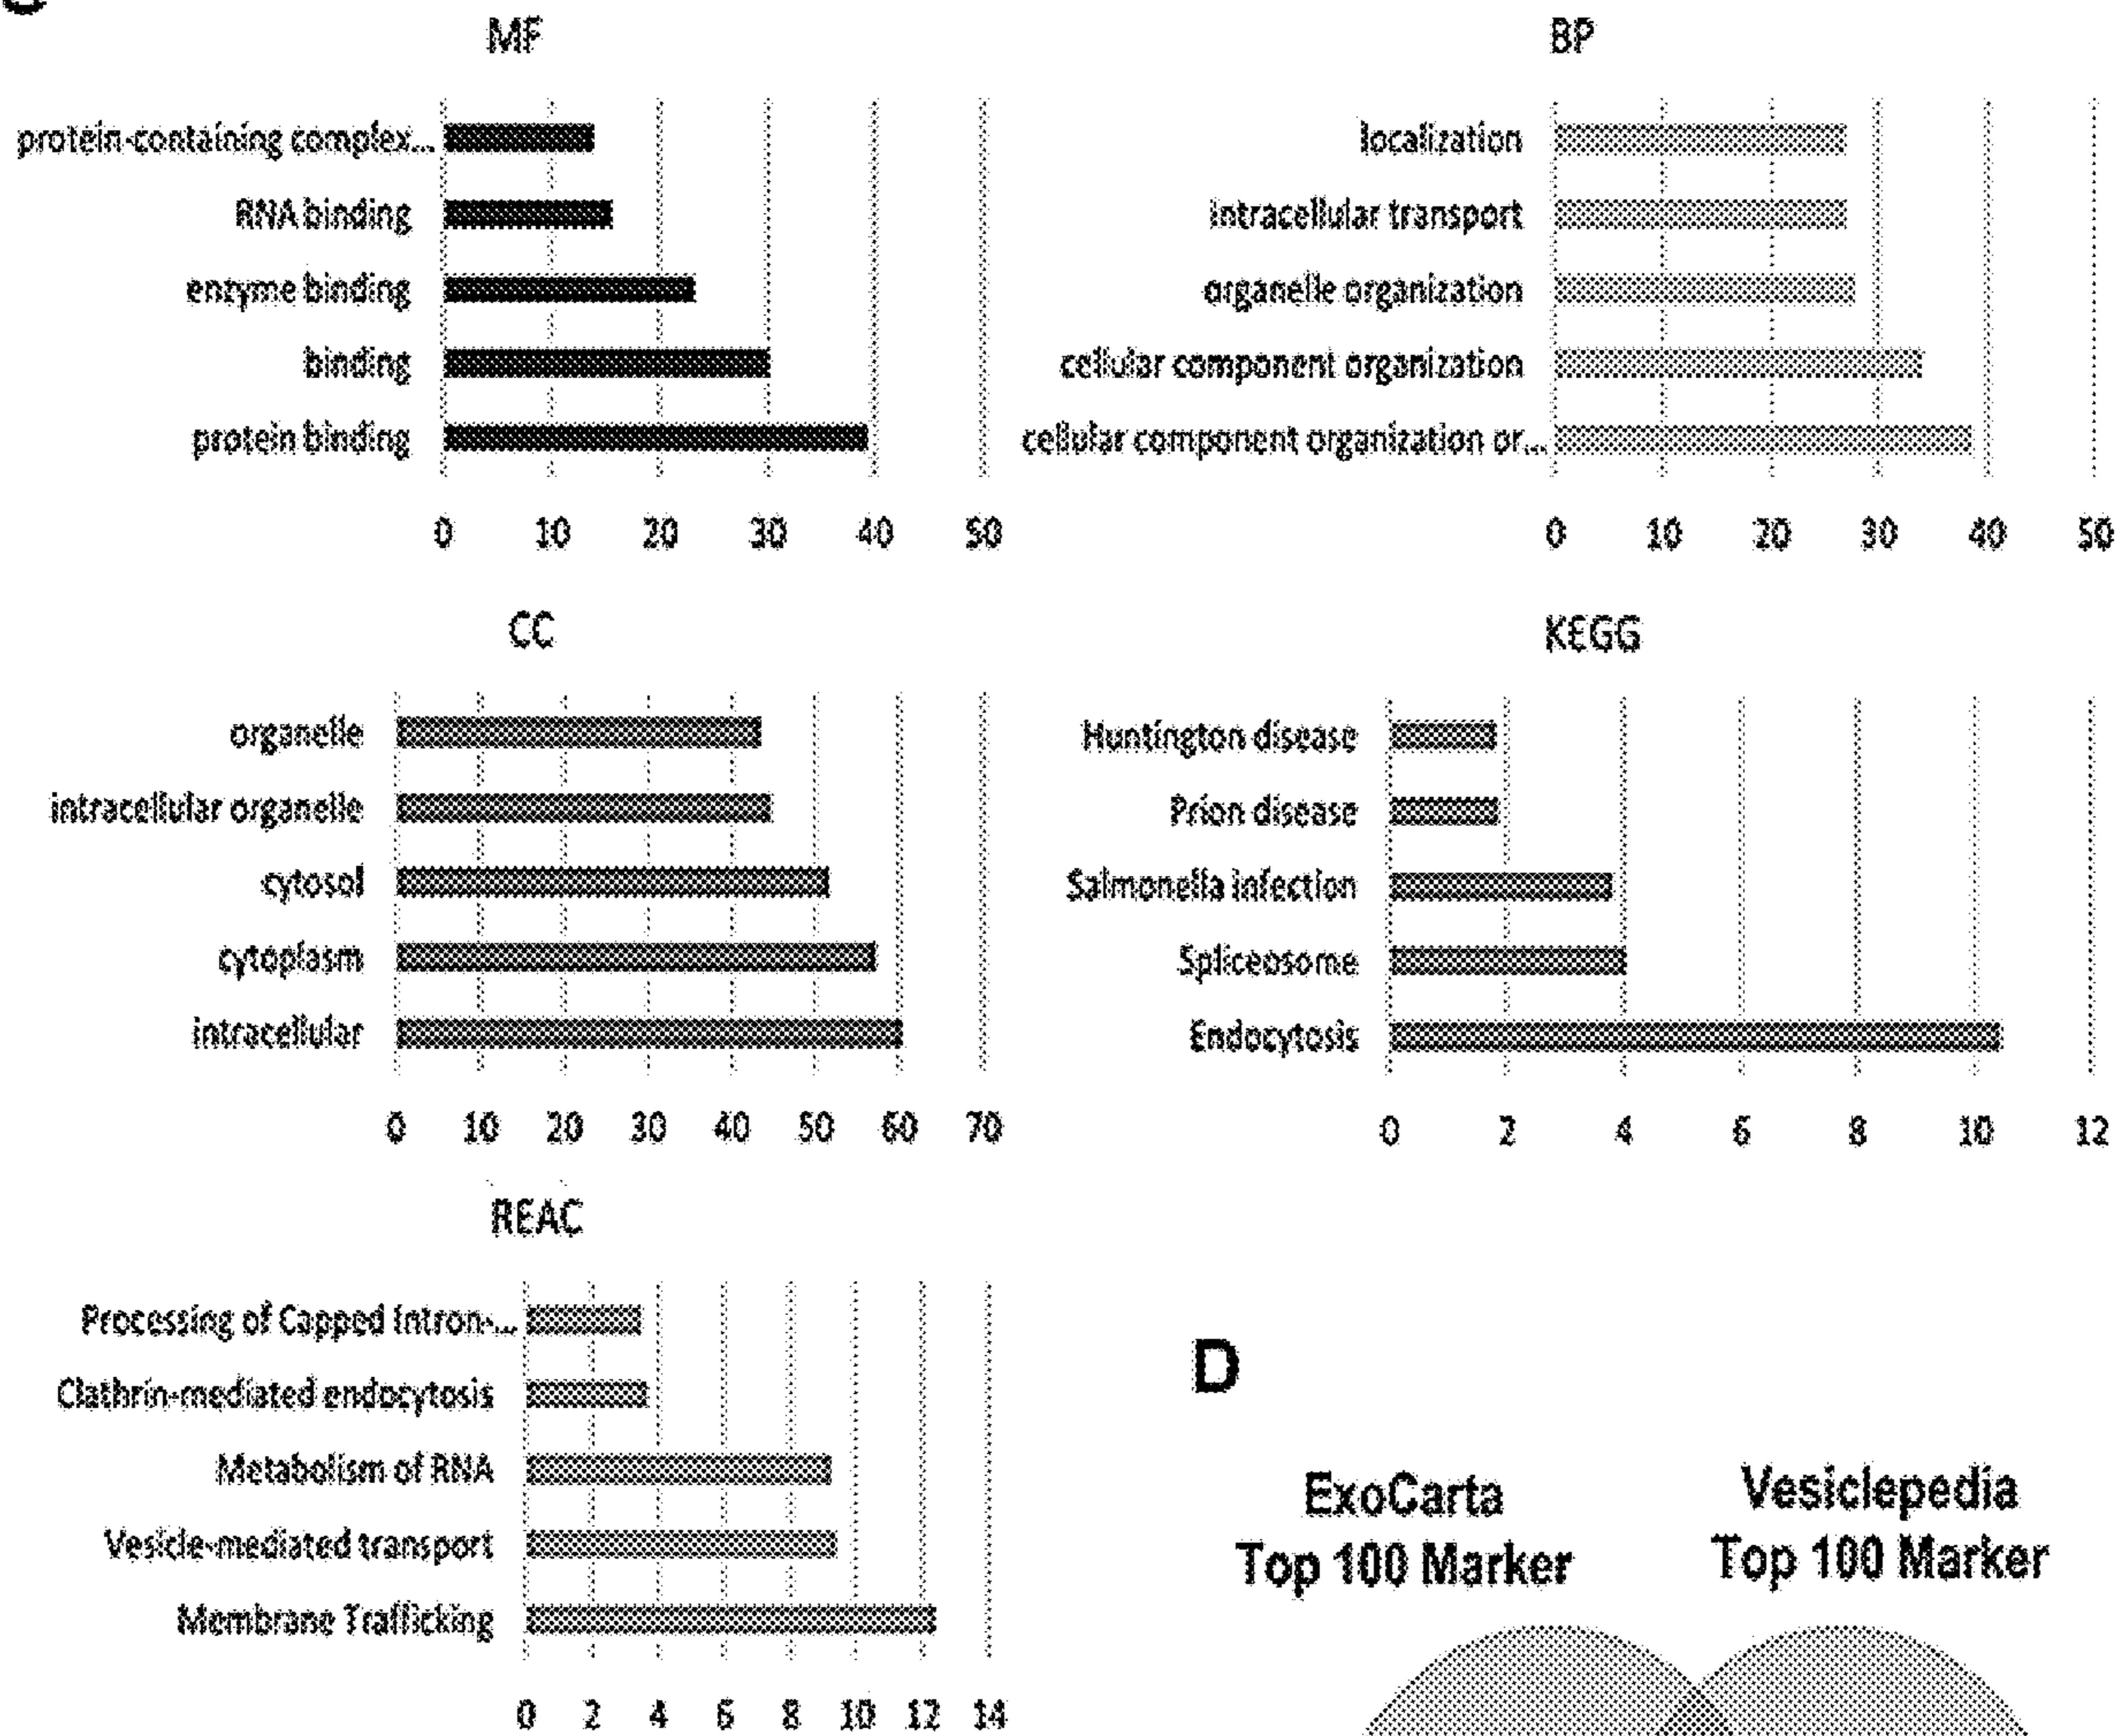 MF
protein-containing complex...
RNA binding
enzyme binding
binding
protein binding
0 10 20 30 40 50
BP
localization
intracellular transport
organelle organization
cellular component organization
cellular component organization or...
0 10 20 30 40 50
CC
organelle
intracellular organelle
cytosol
cytoplasm
intracellular
0 10 20 30 40 50 60 70
KEGG
Huntington disease
Prion disease
Salmonella infection
Spliceosome
Endocytosis
0 2 4 6 8 10 12
REAC
Processing of Capped Intron-...
Clathrin-mediated endocytosis
Metabolism of RNA
Vesicle-mediated transport
Membrane Trafficking
0 2 4 6 8 10 12 14
D
ExoCarta
Top 100 Marker
Vesiclepedia
Top 100 Marker